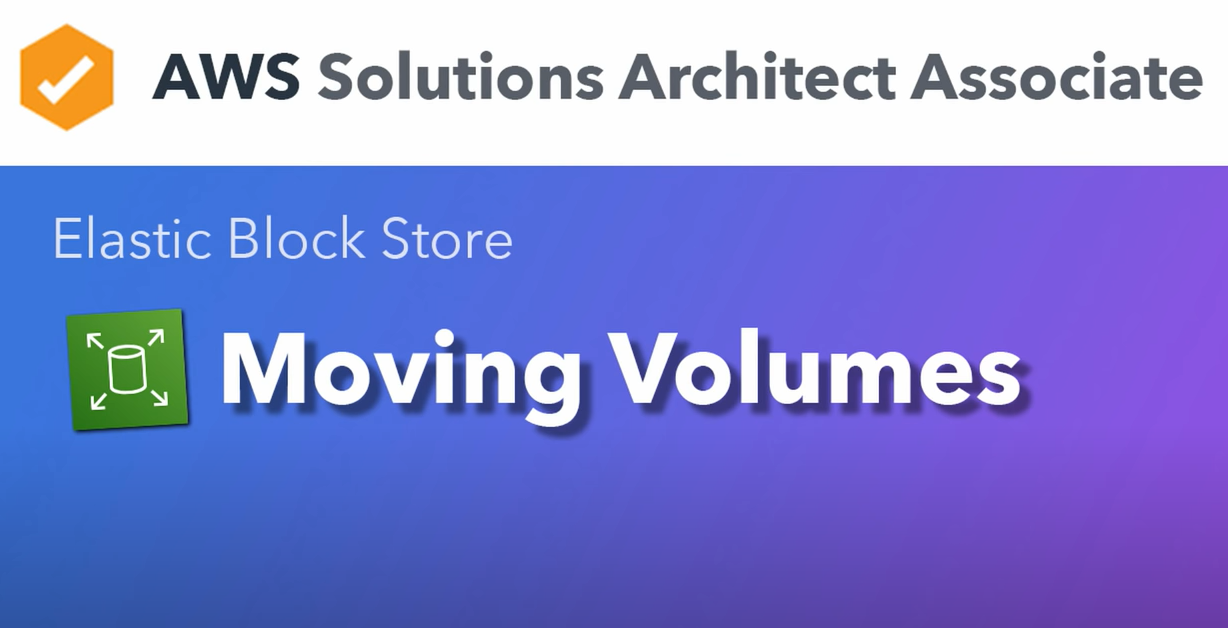 AWS Solutions Architect Associate
Elastic Block Store
Moving Volumes